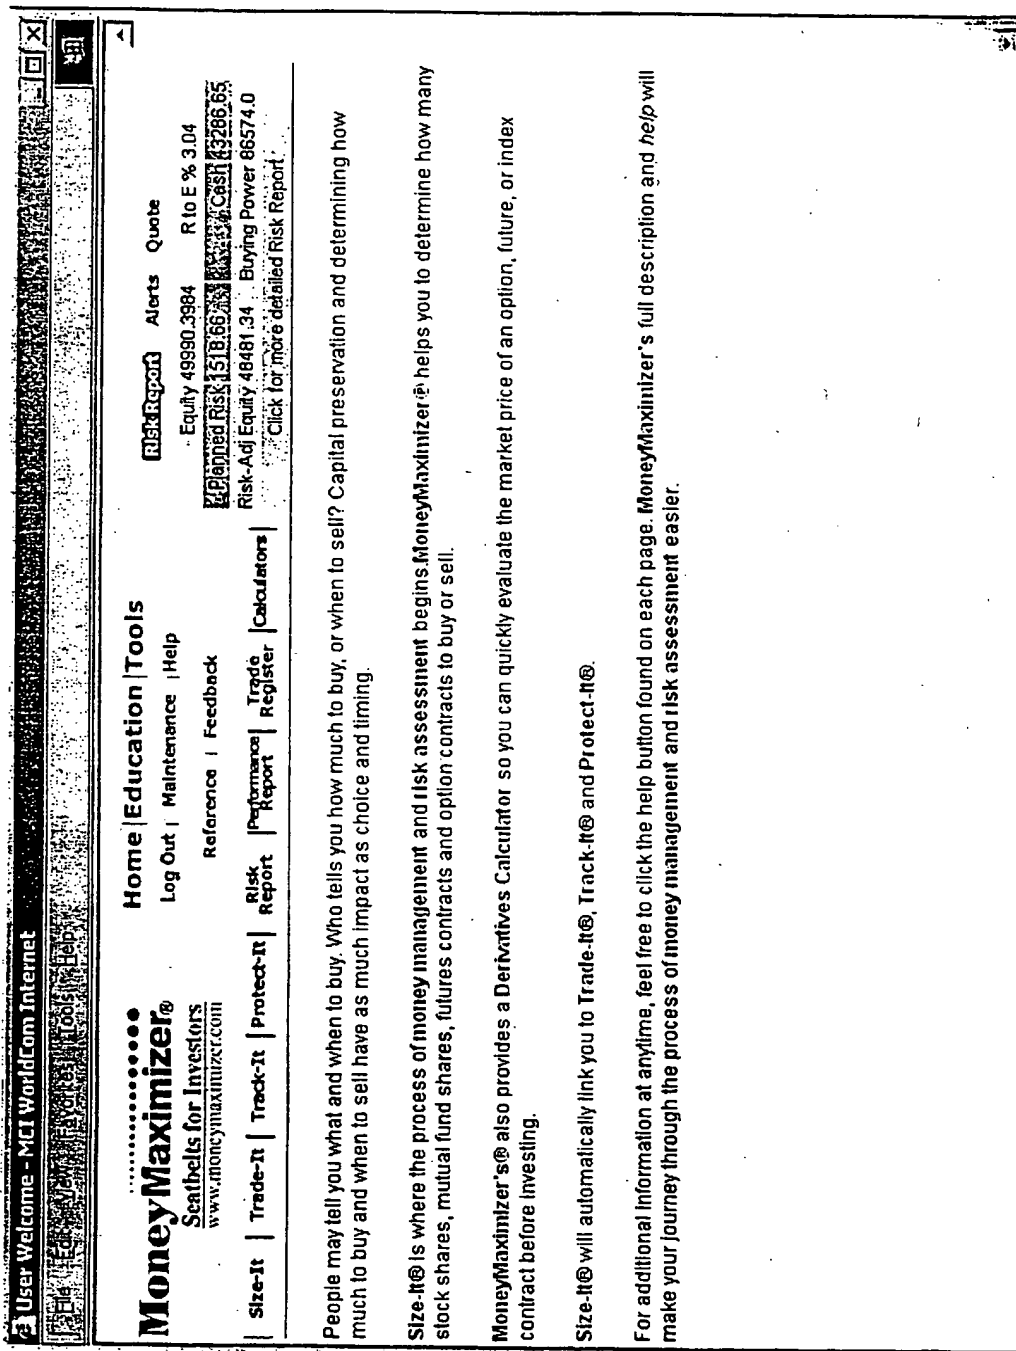 User Welcome - MCI WorldCom Internet
File Edit View Favorites Tools Help
MoneyMaximizer®
Seatbelts for Investors
www.moneymaximizer.com
Home | Education | Tools
Log Out | Maintenance | Help
Reference | Feedback
Risk Report Alerts Quote
Equity 49990.3984 R to E % 3.04
Planned Risk 1518.66 Cash 43286.65
Risk-Adj Equity 48481.34 Buying Power 86574.0
Click for more detailed Risk Report.
| Size-It | Trade-It | Track-It | Protect-It | Risk Report | Performance Report | Trade Register | Calculators |
People may tell you what and when to buy. Who tells you how much to buy, or when to sell? Capital preservation and determining how
much to buy and when to sell have as much impact as choice and timing.
Size-It® is where the process of money management and risk assessment begins. MoneyMaximizer® helps you to determine how many
stock shares, mutual fund shares, futures contracts and option contracts to buy or sell.
MoneyMaximizer's® also provides a Derivatives Calculator so you can quickly evaluate the market price of an option, future, or index
contract before investing.
Size-It® will automatically link you to Trade-It®, Track-It® and Protect-It®.
For additional information at anytime, feel free to click the help button found on each page. MoneyMaximizer's full description and help will
make your journey through the process of money management and risk assessment easier.